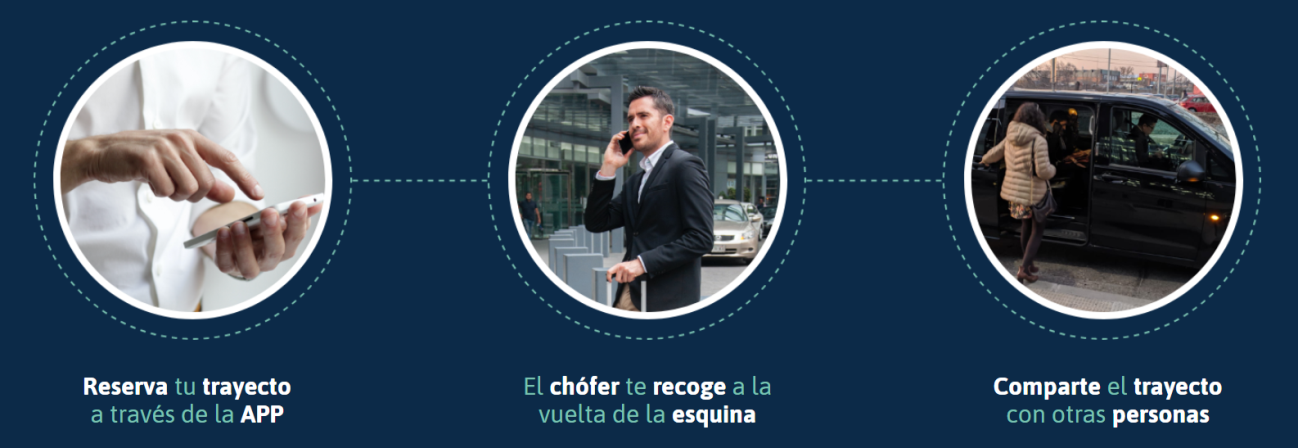 Reserva tu trayecto
a través de la APP
El chófer te recoge a la
vuelta de la esquina
Comparte el trayecto
con otras personas